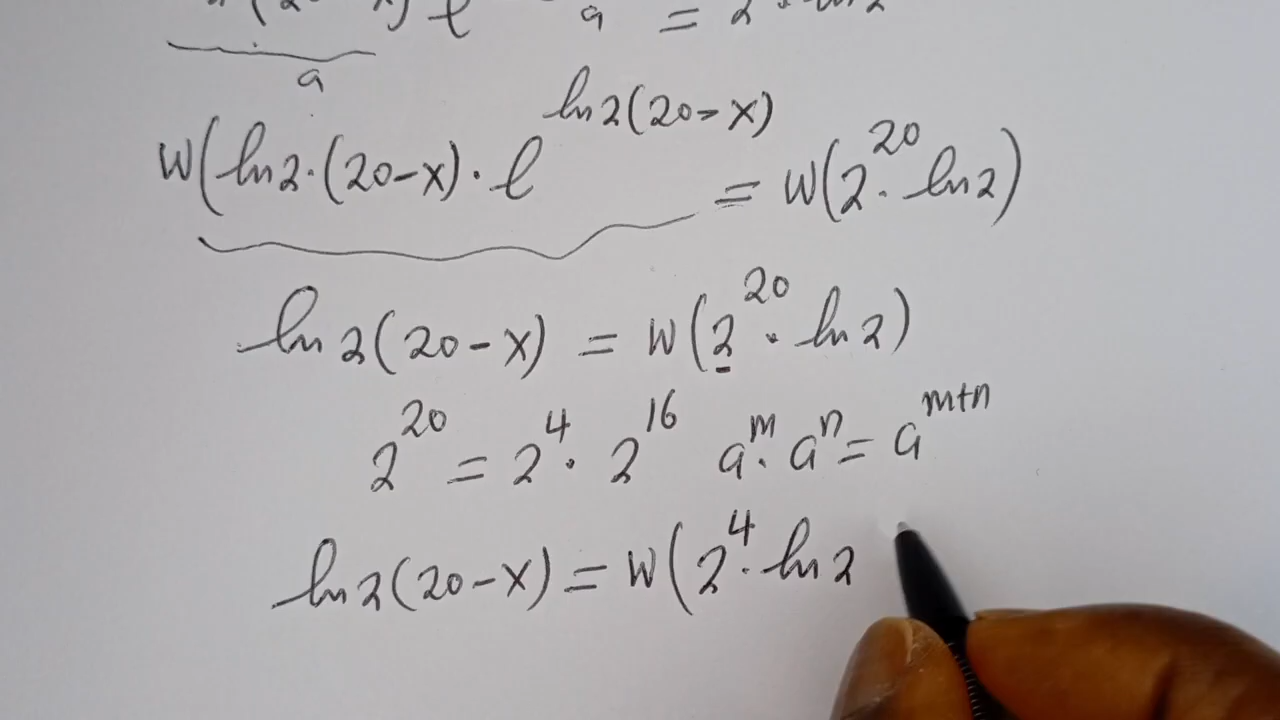 a = 2
a
W(ln2·(20-x)·e^ln2(20-x) = W(2^20·ln2)
ln2(20-x) = W(2^20·ln2)
2^20 = 2^4·2^16 a^m·a^n = a^m+n
ln2(20-x) = W(2^4·ln2